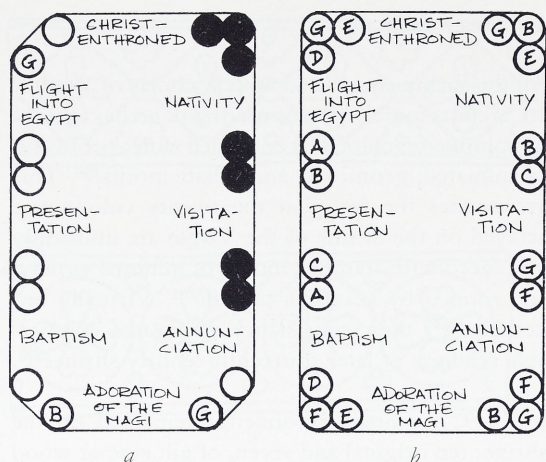 CHRIST-
ENTHRONED
G
FLIGHT
INTO
EGYPT
NATIVITY
PRESEN-
TATION
VISITA-
TION
BAPTISM
ANNUN-
CIATION
ADORATION
OF THE
MAGI
B
G
a
G E
CHRIST-
ENTHRONED
G B
D
E
FLIGHT
INTO
EGYPT
NATIVITY
A
B
B
C
PRESEN-
TATION
VISITA-
TION
C
A
G
F
BAPTISM
ANNUN-
CIATION
D
F
F E
ADORATION
OF THE
MAGI
B G
b